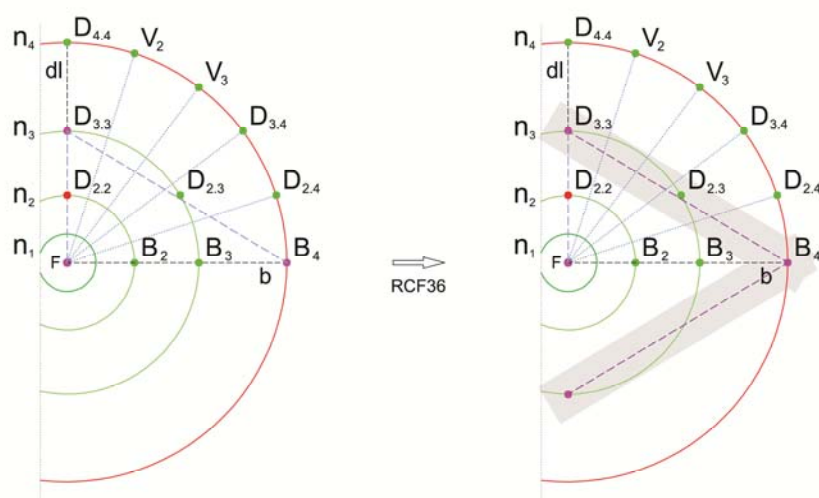 n4 D4.4 V2
dl V3
n3 D3.3 D3.4
n2 D2.2 D2.3 D2.4
n1 F B2 B3 B4
b
RCF36
n4 D4.4 V2
dl V3
n3 D3.3 D3.4
n2 D2.2 D2.3 D2.4
n1 F B2 B3 B4
b